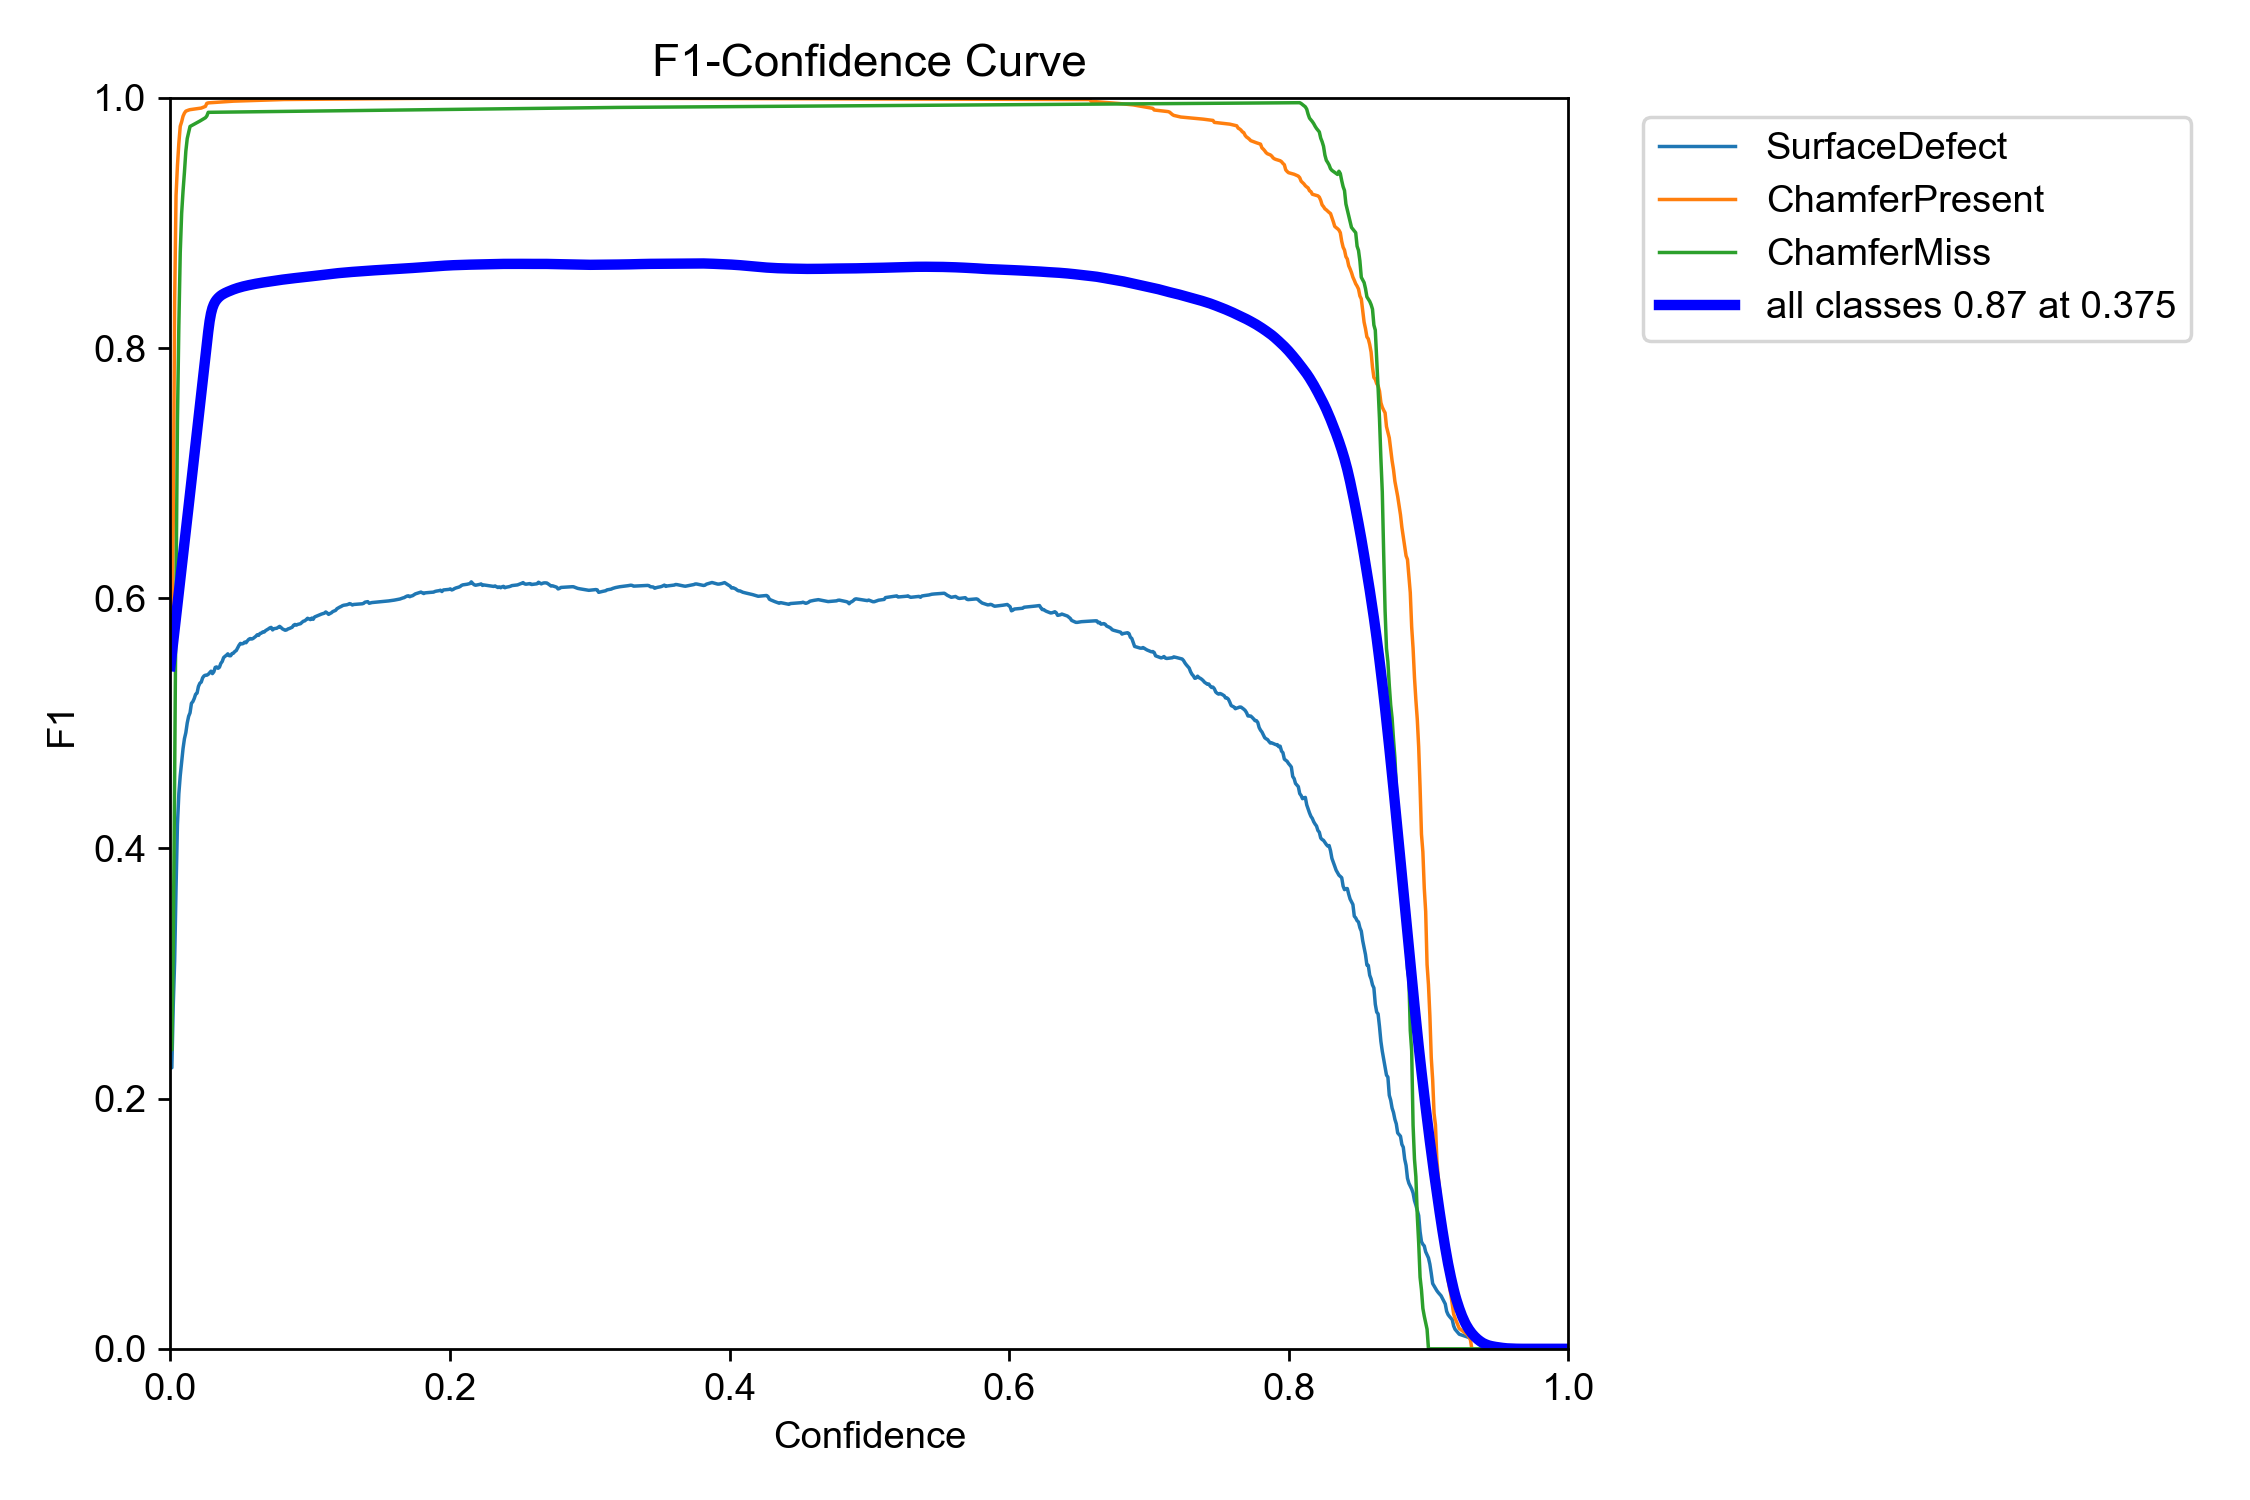 F1-Confidence Curve
1.0
0.8
0.6
0.4
0.2
0.0
F1
0.0 0.2 0.4 0.6 0.8 1.0
Confidence
SurfaceDefect
ChamferPresent
ChamferMiss
all classes 0.87 at 0.375